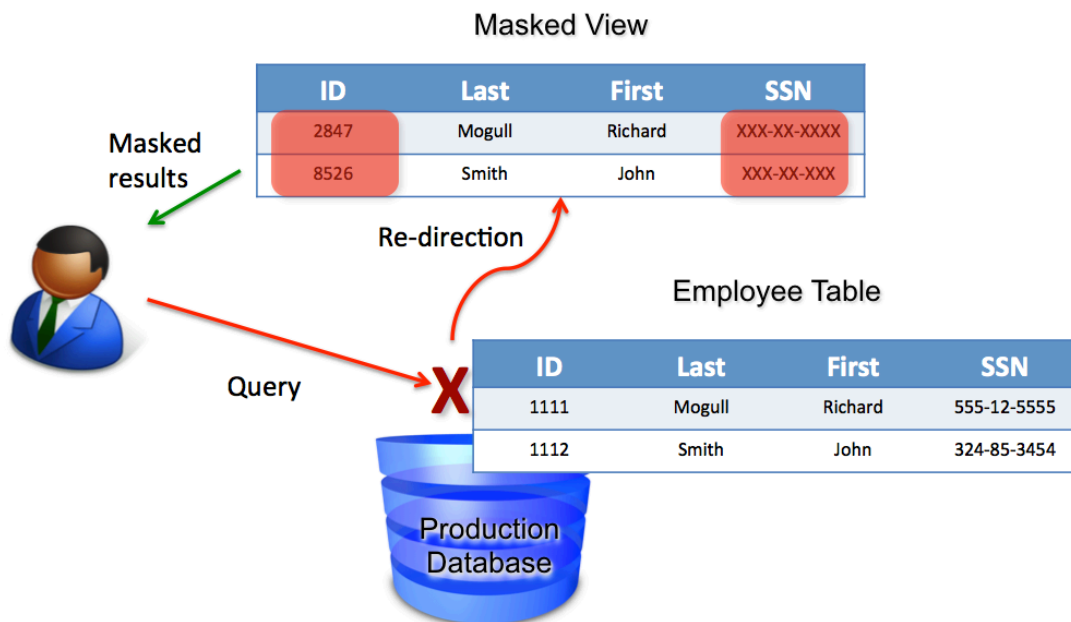 Masked View
ID Last First SSN
2847 Mogull Richard XXX-XX-XXXX
8526 Smith John XXX-XX-XXX
Masked
results
Re-direction
Employee Table
Query
X
ID Last First SSN
1111 Mogull Richard 555-12-5555
1112 Smith John 324-85-3454
Production
Database